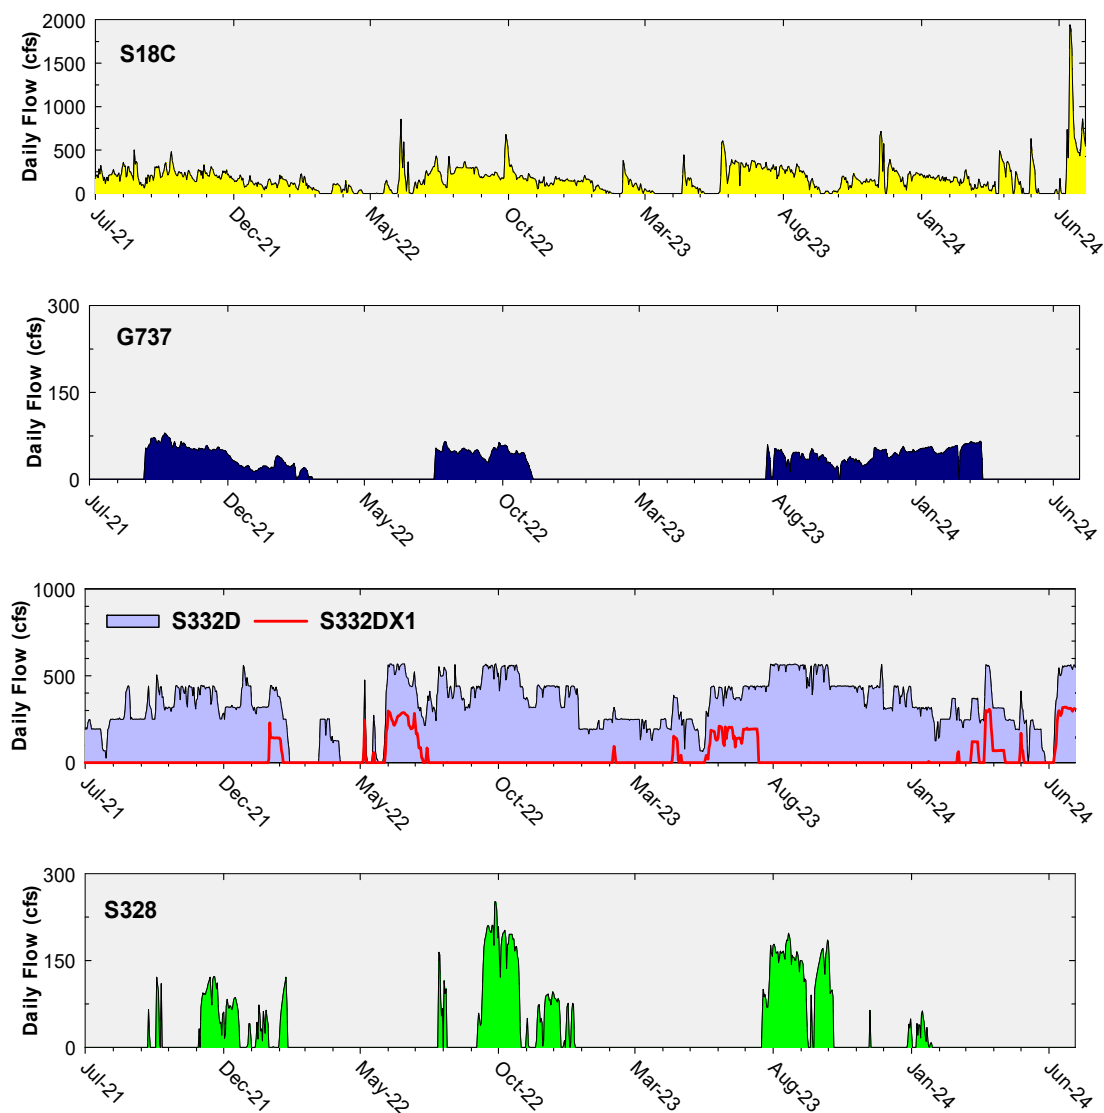 2000
1500
1000
500
0
Daily Flow (cfs)
S18C
Jul-21 Dec-21 May-22 Oct-22 Mar-23 Aug-23 Jan-24 Jun-24
300
150
0
Daily Flow (cfs)
G737
Jul-21 Dec-21 May-22 Oct-22 Mar-23 Aug-23 Jan-24 Jun-24
1000
500
0
Daily Flow (cfs)
S332D S332DX1
Jul-21 Dec-21 May-22 Oct-22 Mar-23 Aug-23 Jan-24 Jun-24
300
150
0
Daily Flow (cfs)
S328
Jul-21 Dec-21 May-22 Oct-22 Mar-23 Aug-23 Jan-24 Jun-24